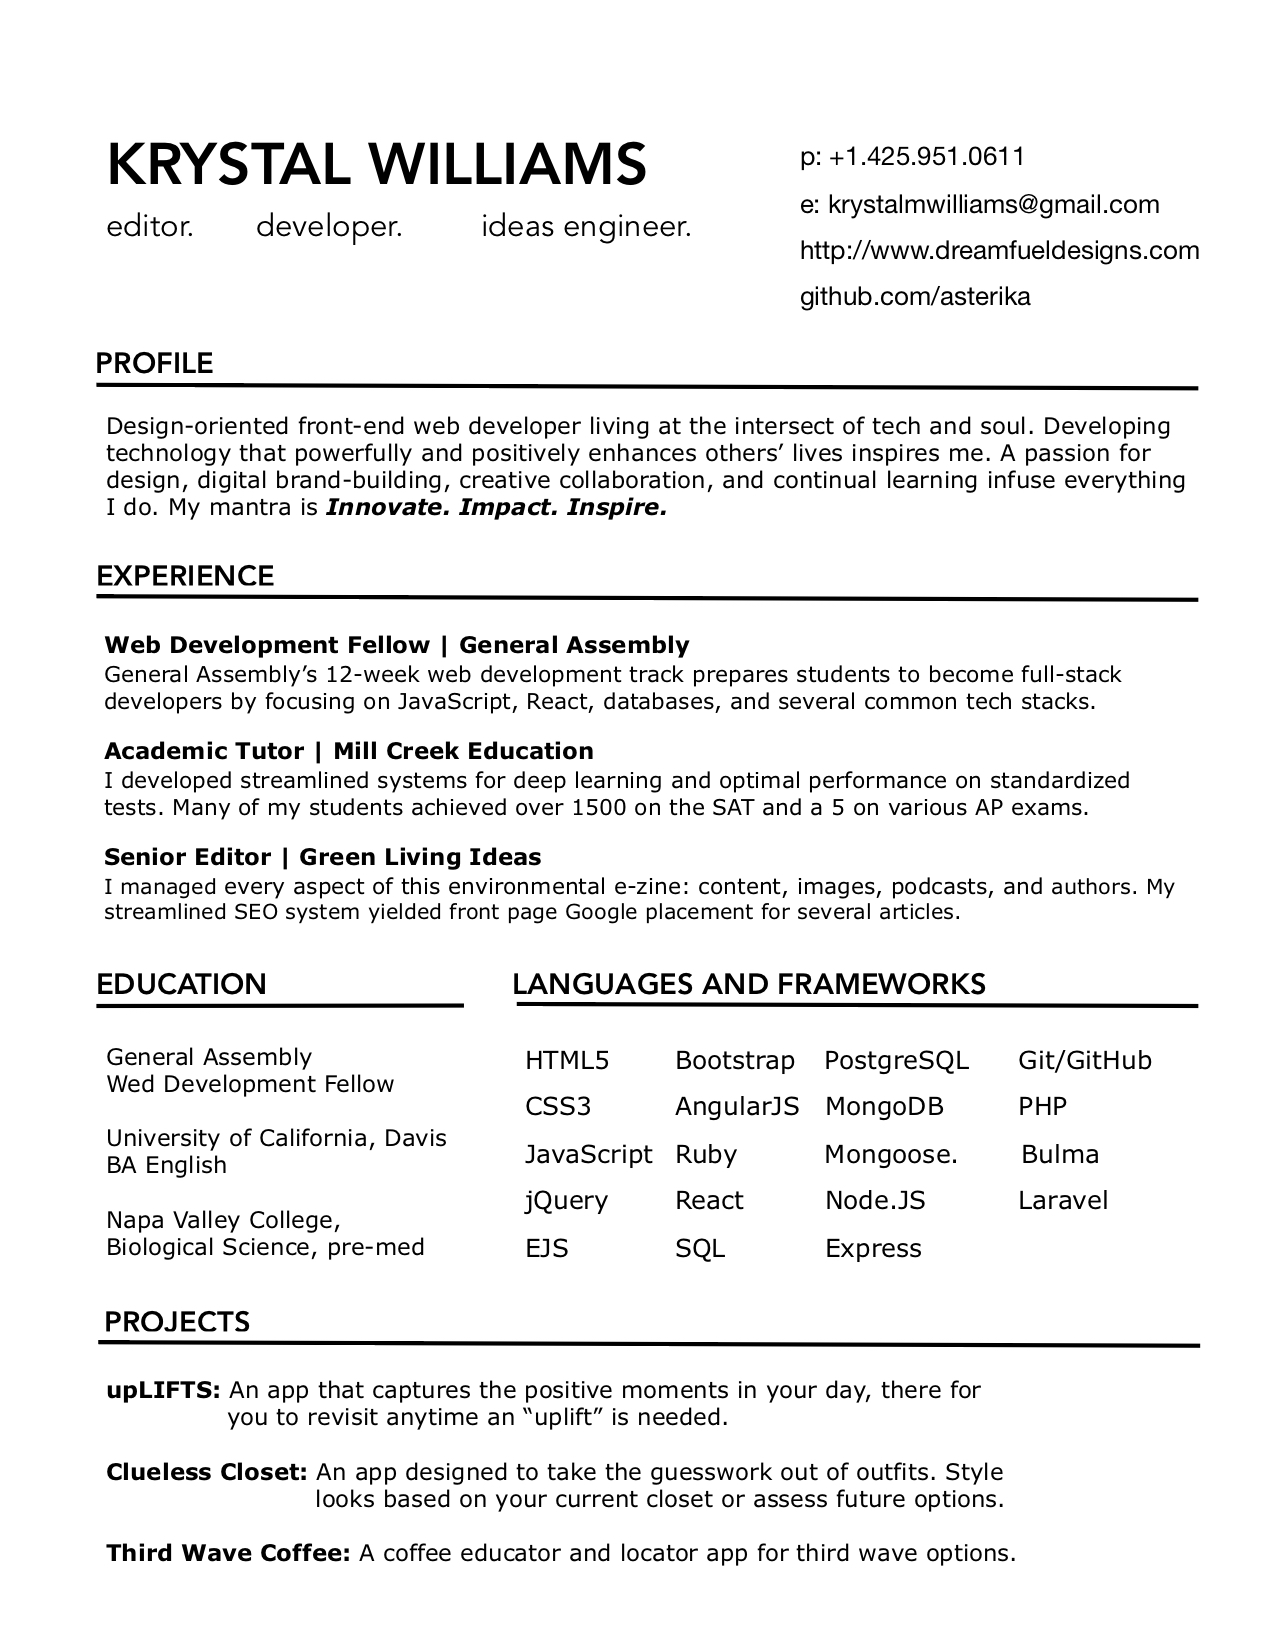 KRYSTAL WILLIAMS
editor. developer. ideas engineer.
p: +1.425.951.0611
e: krystalmwilliams@gmail.com
http://www.dreamfueldesigns.com
github.com/asterika
PROFILE
Design-oriented front-end web developer living at the intersect of tech and soul. Developing
technology that powerfully and positively enhances others’ lives inspires me. A passion for
design, digital brand-building, creative collaboration, and continual learning infuse everything
I do. My mantra is Innovate. Impact. Inspire.
EXPERIENCE
Web Development Fellow | General Assembly
General Assembly’s 12-week web development track prepares students to become full-stack
developers by focusing on JavaScript, React, databases, and several common tech stacks.
Academic Tutor | Mill Creek Education
I developed streamlined systems for deep learning and optimal performance on standardized
tests. Many of my students achieved over 1500 on the SAT and a 5 on various AP exams.
Senior Editor | Green Living Ideas
I managed every aspect of this environmental e-zine: content, images, podcasts, and authors. My
streamlined SEO system yielded front page Google placement for several articles.
EDUCATION
General Assembly
Wed Development Fellow
University of California, Davis
BA English
Napa Valley College,
Biological Science, pre-med
LANGUAGES AND FRAMEWORKS
HTML5 Bootstrap PostgreSQL Git/GitHub
CSS3 AngularJS MongoDB PHP
JavaScript Ruby Mongoose. Bulma
jQuery React Node.JS Laravel
EJS SQL Express
PROJECTS
upLIFTS: An app that captures the positive moments in your day, there for
you to revisit anytime an “uplift” is needed.
Clueless Closet: An app designed to take the guesswork out of outfits. Style
looks based on your current closet or assess future options.
Third Wave Coffee: A coffee educator and locator app for third wave options.